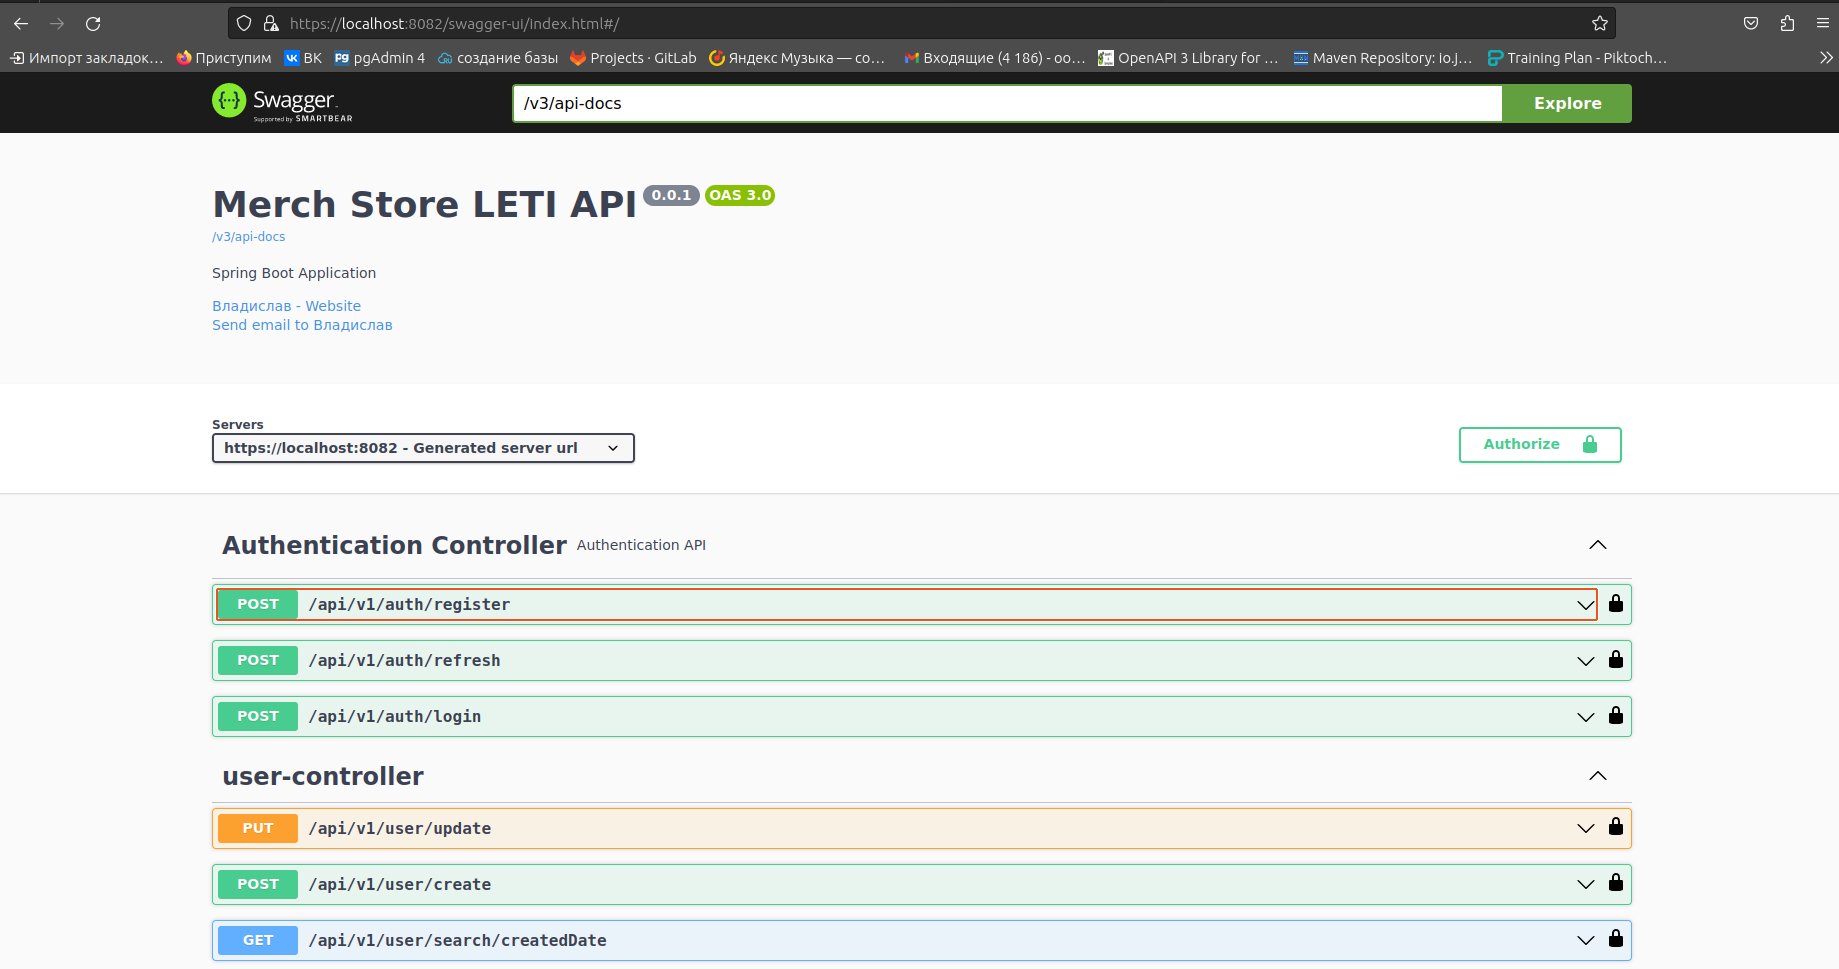 https://localhost:8082/swagger-ui/index.html#/
Импорт закладок… Приступим ВК pgAdmin 4 создание базы Projects · GitLab Яндекс Музыка — со… Входящие (4 186) - oo… OpenAPI 3 Library for … Maven Repository: io.j… Training Plan - Piktoch…
Swagger. /v3/api-docs Explore
Supported by SMARTBEAR
Merch Store LETI API 0.0.1 OAS 3.0
/v3/api-docs
Spring Boot Application
Владислав - Website
Send email to Владислав
Servers
https://localhost:8082 - Generated server url
Authorize
Authentication Controller Authentication API
POST /api/v1/auth/register
POST /api/v1/auth/refresh
POST /api/v1/auth/login
user-controller
PUT /api/v1/user/update
POST /api/v1/user/create
GET /api/v1/user/search/createdDate